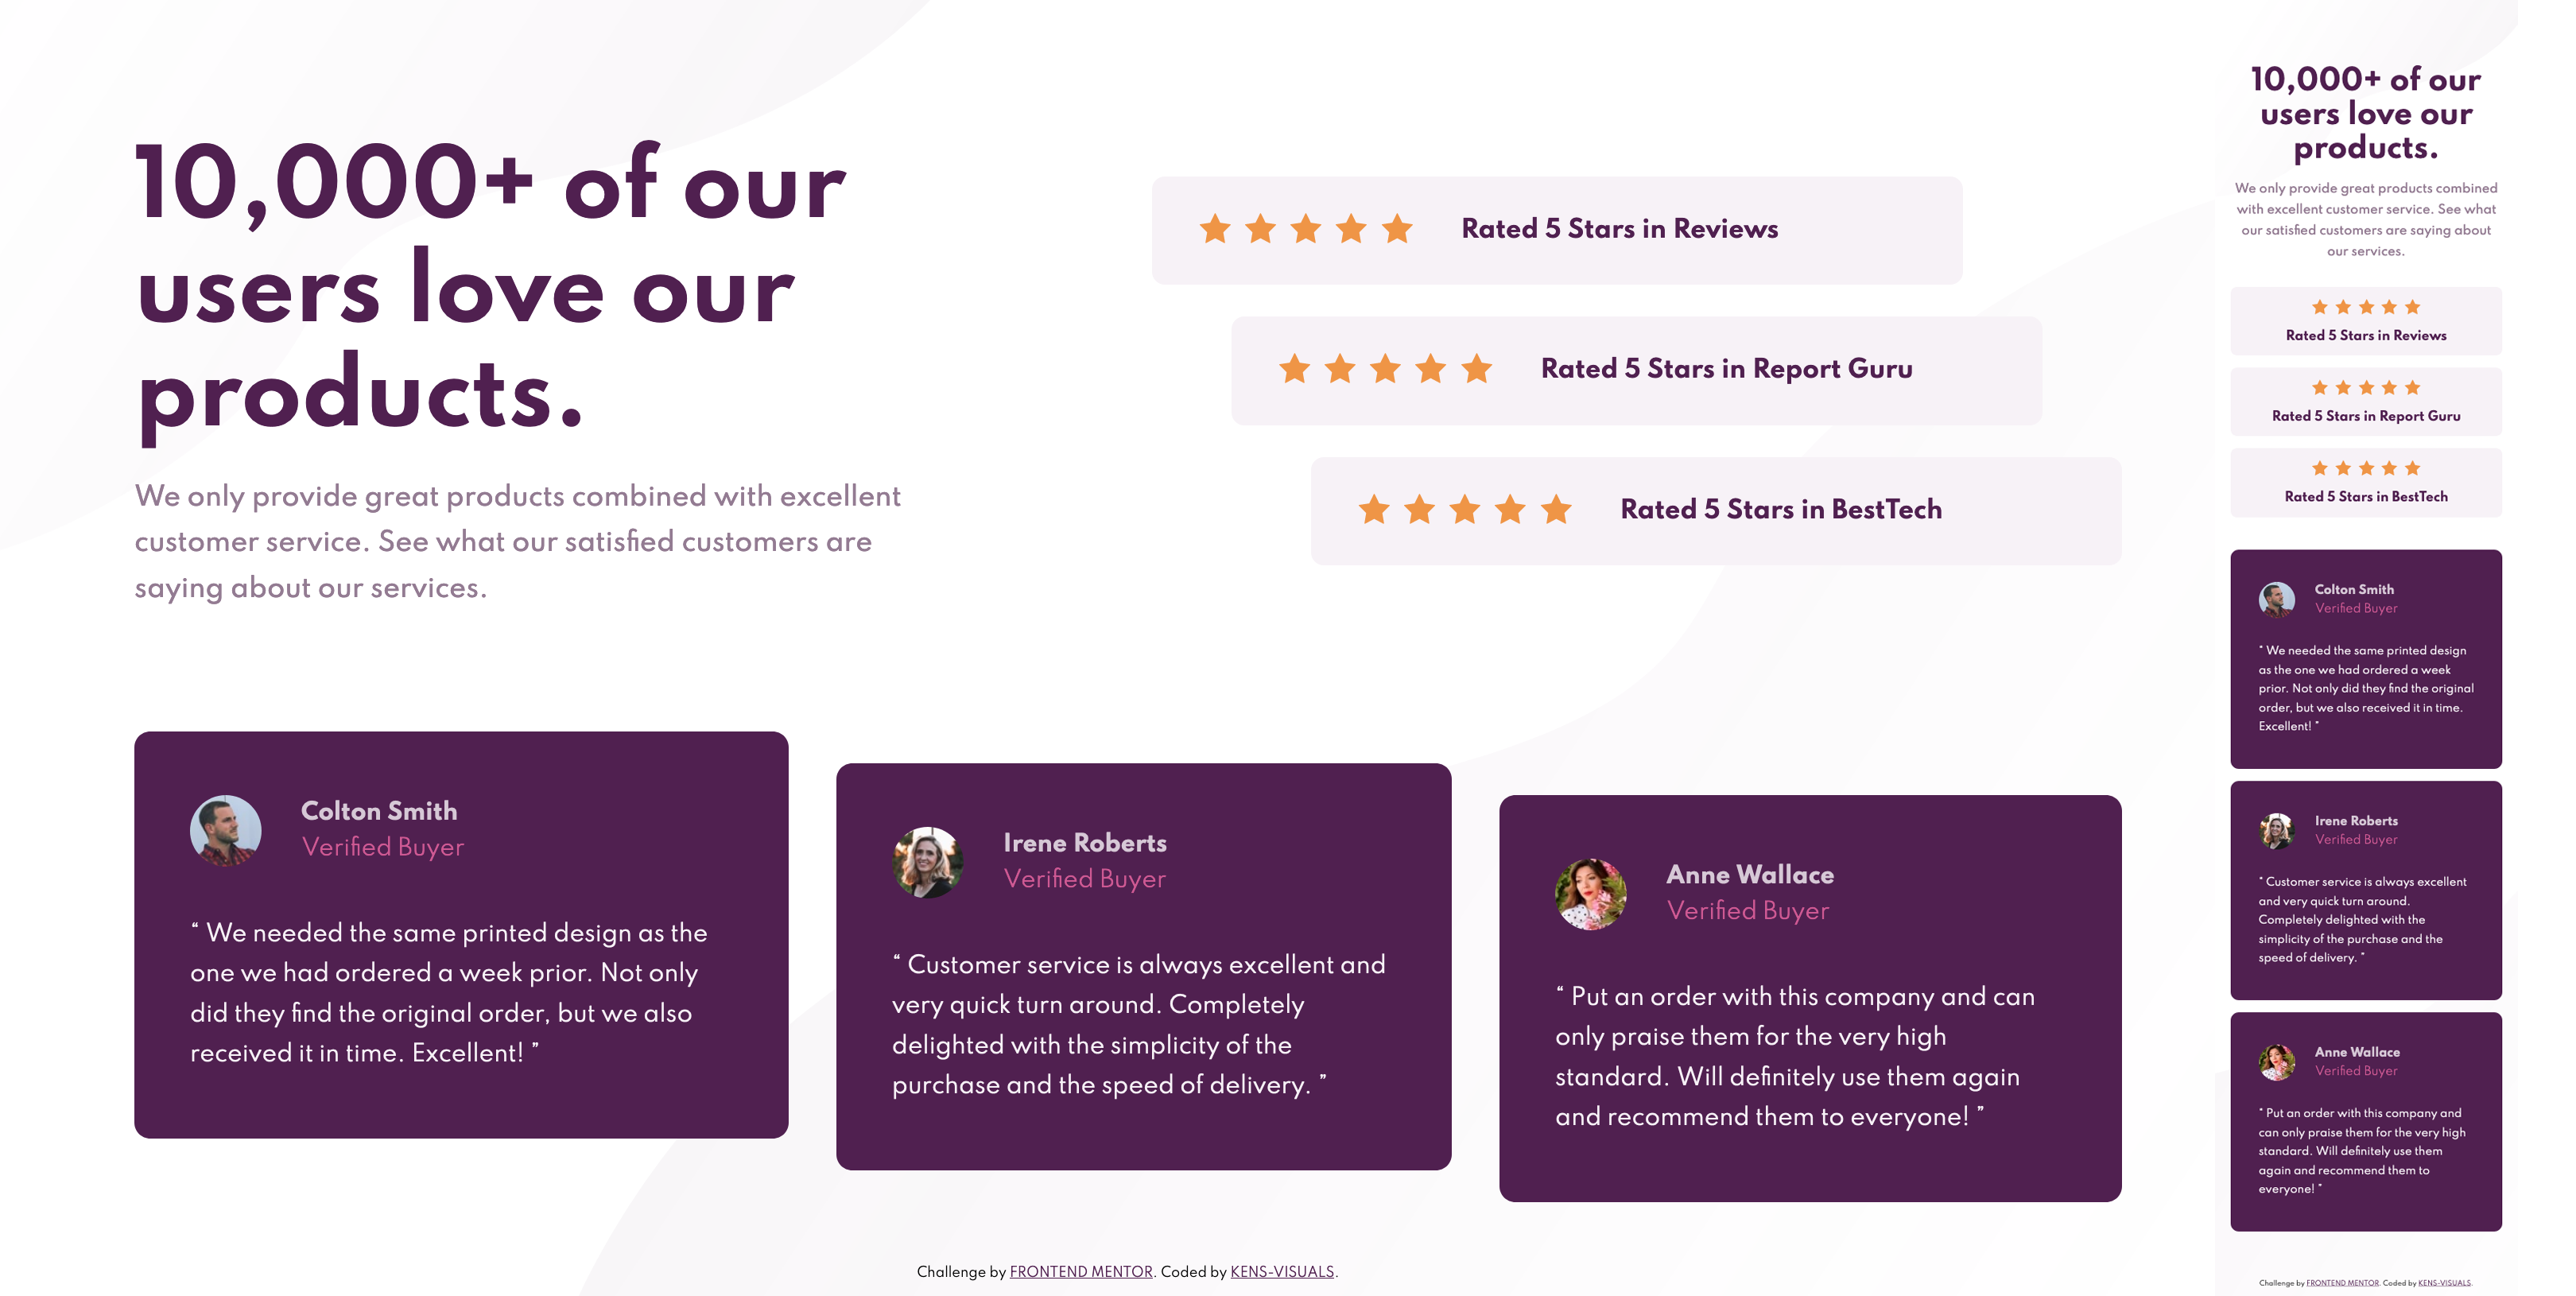 10,000+ of our
users love our
products.
We only provide great products combined with excellent
customer service. See what our satisfied customers are
saying about our services.
Rated 5 Stars in Reviews
Rated 5 Stars in Report Guru
Rated 5 Stars in BestTech
Colton Smith
Verified Buyer
“ We needed the same printed design as the
one we had ordered a week prior. Not only
did they find the original order, but we also
received it in time. Excellent! ”
Irene Roberts
Verified Buyer
“ Customer service is always excellent and
very quick turn around. Completely
delighted with the simplicity of the
purchase and the speed of delivery. ”
Anne Wallace
Verified Buyer
“ Put an order with this company and can
only praise them for the very high
standard. Will definitely use them again
and recommend them to everyone! ”
Challenge by FRONTEND MENTOR. Coded by KENS-VISUALS.
10,000+ of our
users love our
products.
We only provide great products combined
with excellent customer service. See what
our satisfied customers are saying about
our services.
Rated 5 Stars in Reviews
Rated 5 Stars in Report Guru
Rated 5 Stars in BestTech
Colton Smith
Verified Buyer
“ We needed the same printed design
as the one we had ordered a week
prior. Not only did they find the original
order, but we also received it in time.
Excellent! ”
Irene Roberts
Verified Buyer
“ Customer service is always excellent
and very quick turn around.
Completely delighted with the
simplicity of the purchase and the
speed of delivery. ”
Anne Wallace
Verified Buyer
“ Put an order with this company and
can only praise them for the very high
standard. Will definitely use them
again and recommend them to
everyone! ”
Challenge by FRONTEND MENTOR. Coded by KENS-VISUALS.